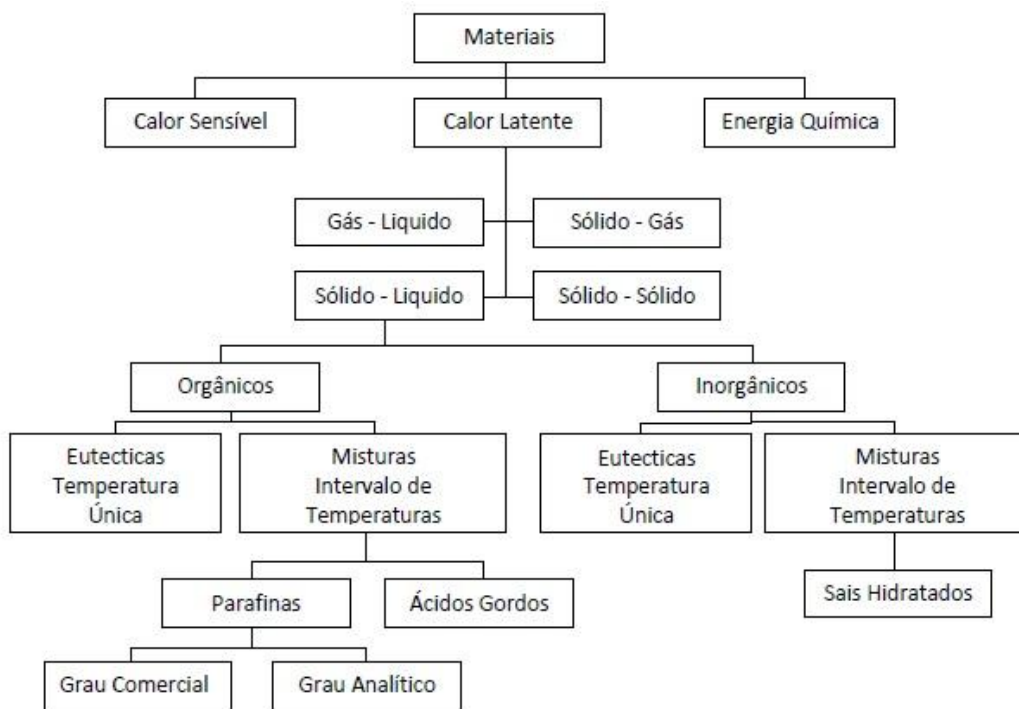 Materiais
Calor Sensível
Calor Latente
Energia Química
Gás - Liquido
Sólido - Gás
Sólido - Liquido
Sólido - Sólido
Orgânicos
Inorgânicos
Eutecticas
Temperatura
Única
Misturas
Intervalo de
Temperaturas
Eutecticas
Temperatura
Única
Misturas
Intervalo de
Temperaturas
Parafinas
Ácidos Gordos
Sais Hidratados
Grau Comercial
Grau Analítico